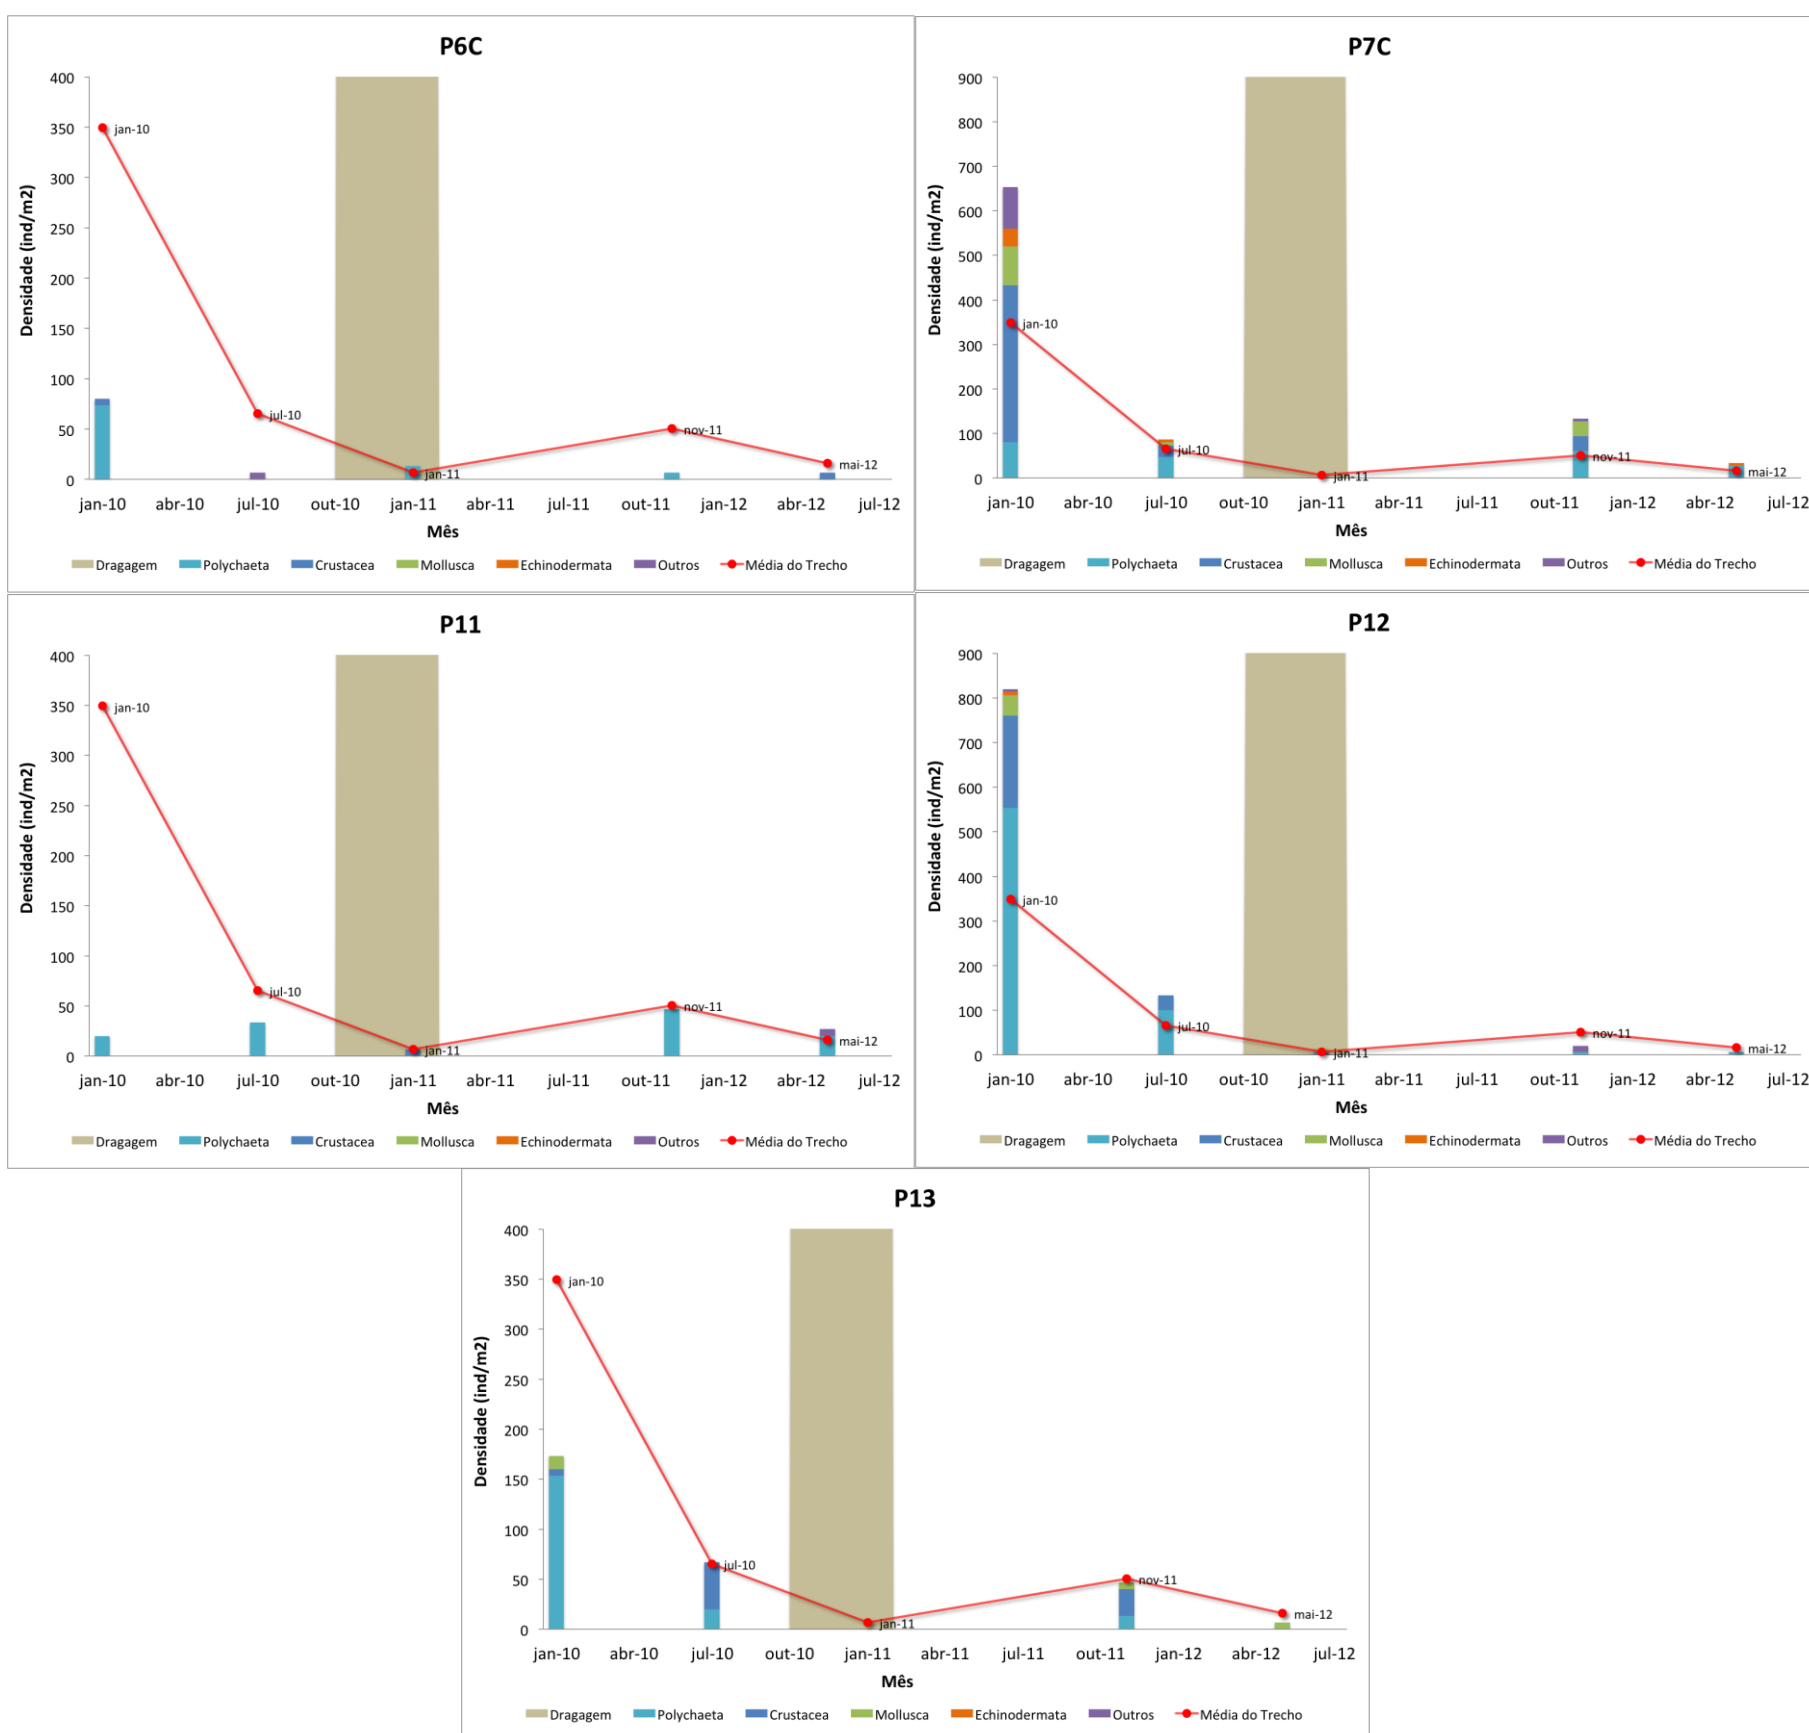 P6C
400
350
300
250
200
150
100
50
0
Densidade (ind/m2)
jan-10
jul-10
jan-11
nov-11
mai-12
jan-10 abr-10 jul-10 out-10 jan-11 abr-11 jul-11 out-11 jan-12 abr-12 jul-12
Mês
Dragagem Polychaeta Crustacea Mollusca Echinodermata Outros Média do Trecho
P7C
900
800
700
600
500
400
300
200
100
0
Densidade (ind/m2)
jan-10
jul-10
jan-11
nov-11
mai-12
jan-10 abr-10 jul-10 out-10 jan-11 abr-11 jul-11 out-11 jan-12 abr-12 jul-12
Mês
Dragagem Polychaeta Crustacea Mollusca Echinodermata Outros Média do Trecho
P11
400
350
300
250
200
150
100
50
0
Densidade (ind/m2)
jan-10
jul-10
jan-11
nov-11
mai-12
jan-10 abr-10 jul-10 out-10 jan-11 abr-11 jul-11 out-11 jan-12 abr-12 jul-12
Mês
Dragagem Polychaeta Crustacea Mollusca Echinodermata Outros Média do Trecho
P12
900
800
700
600
500
400
300
200
100
0
Densidade (ind/m2)
jan-10
jul-10
jan-11
nov-11
mai-12
jan-10 abr-10 jul-10 out-10 jan-11 abr-11 jul-11 out-11 jan-12 abr-12 jul-12
Mês
Dragagem Polychaeta Crustacea Mollusca Echinodermata Outros Média do Trecho
P13
400
350
300
250
200
150
100
50
0
Densidade (ind/m2)
jan-10
jul-10
jan-11
nov-11
mai-12
jan-10 abr-10 jul-10 out-10 jan-11 abr-11 jul-11 out-11 jan-12 abr-12 jul-12
Mês
Dragagem Polychaeta Crustacea Mollusca Echinodermata Outros Média do Trecho